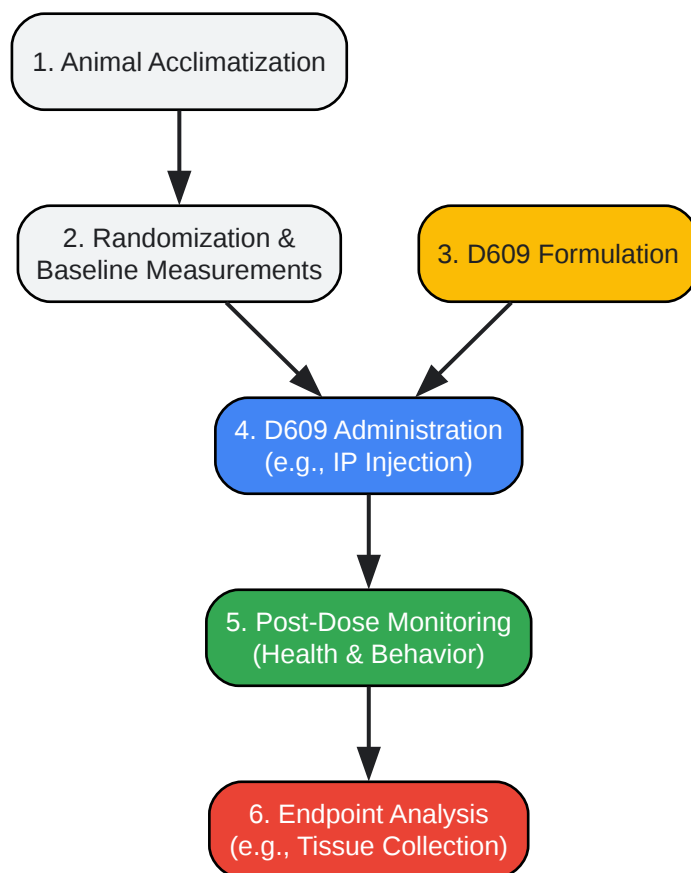 1. Animal Acclimatization
2. Randomization &
Baseline Measurements
3. D609 Formulation
4. D609 Administration
(e.g., IP Injection)
5. Post-Dose Monitoring
(Health & Behavior)
6. Endpoint Analysis
(e.g., Tissue Collection)